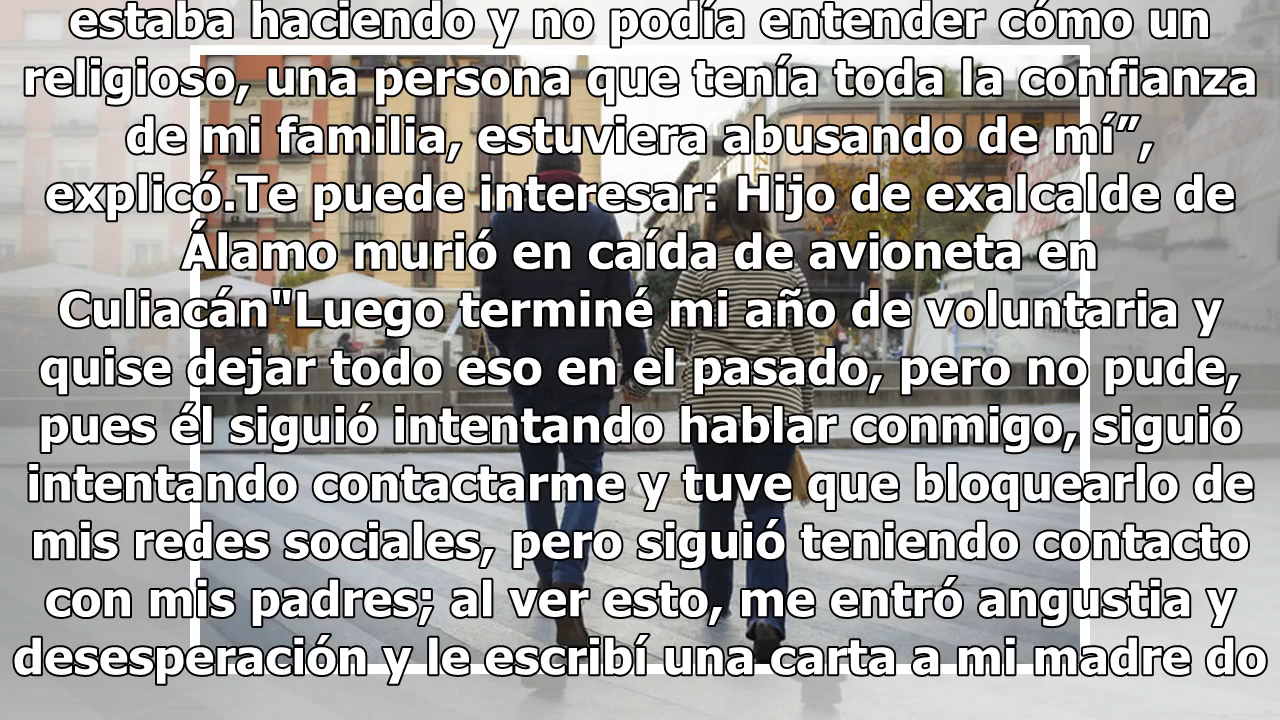 estaba haciendo y no podía entender cómo un
religioso, una persona que tenía toda la confianza
de mi familia, estuviera abusando de mí”,
explicó.Te puede interesar: Hijo de exalcalde de
Álamo murió en caída de avioneta en
Culiacán"Luego terminé mi año de voluntaria y
quise dejar todo eso en el pasado, pero no pude,
pues él siguió intentando hablar conmigo, siguió
intentando contactarme y tuve que bloquearlo de
mis redes sociales, pero siguió teniendo contacto
con mis padres; al ver esto, me entró angustia y
desesperación y le escribí una carta a mi madre do